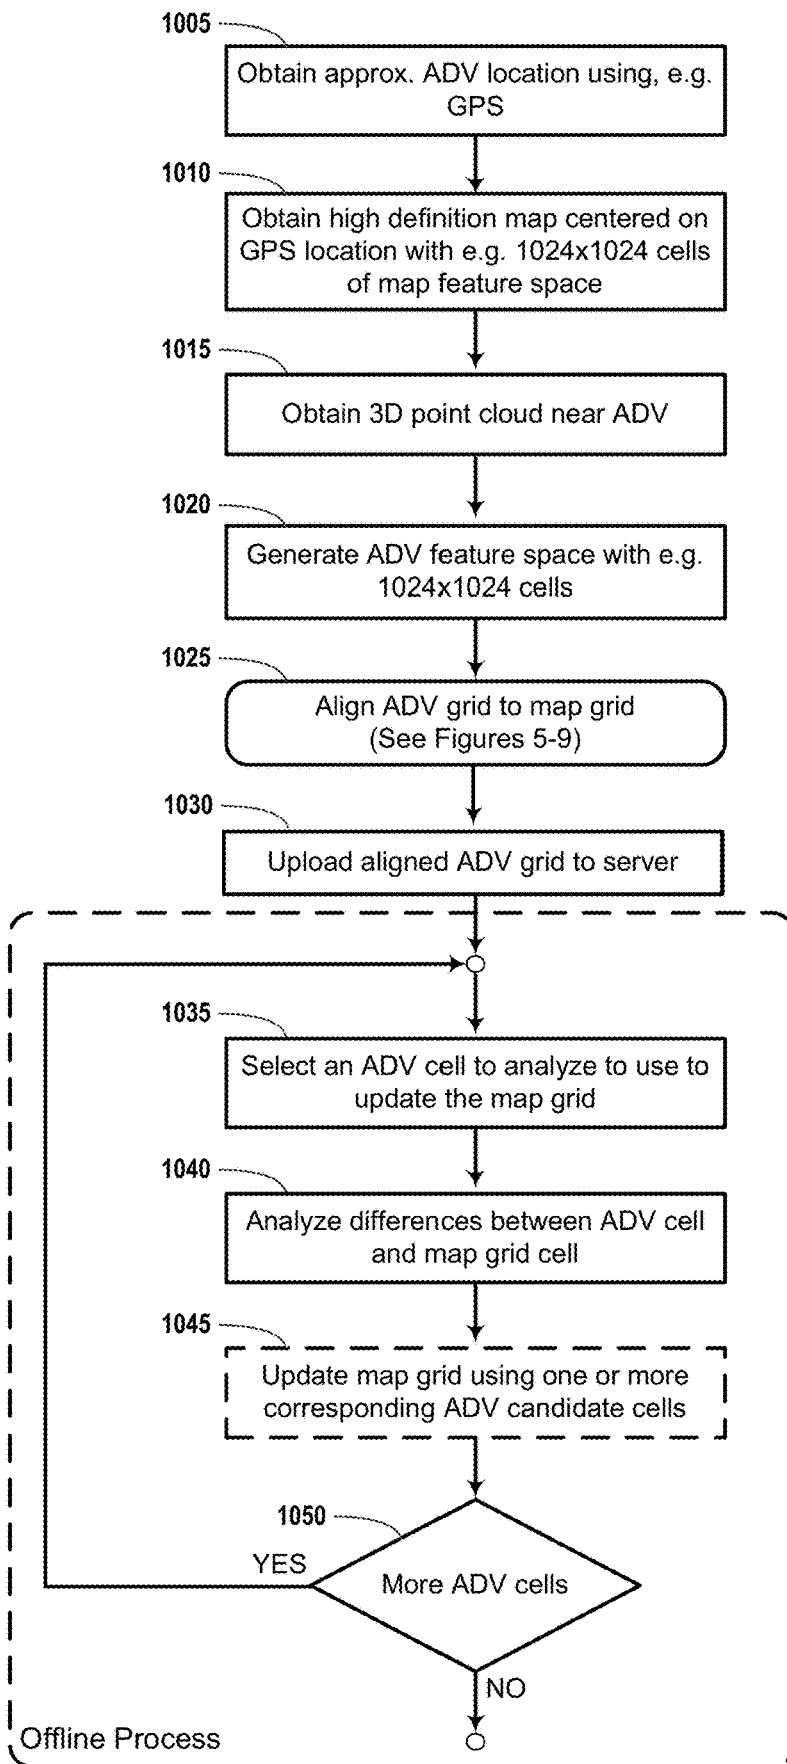 1005
Obtain approx. ADV location using, e.g.
GPS
1010
Obtain high definition map centered on
GPS location with e.g. 1024x1024 cells
of map feature space
1015
Obtain 3D point cloud near ADV
1020
Generate ADV feature space with e.g.
1024x1024 cells
1025
Align ADV grid to map grid
(See Figures 5-9)
1030
Upload aligned ADV grid to server
1035
Select an ADV cell to analyze to use to
update the map grid
1040
Analyze differences between ADV cell
and map grid cell
1045
Update map grid using one or more
corresponding ADV candidate cells
1050
YES
More ADV cells
NO
Offline Process